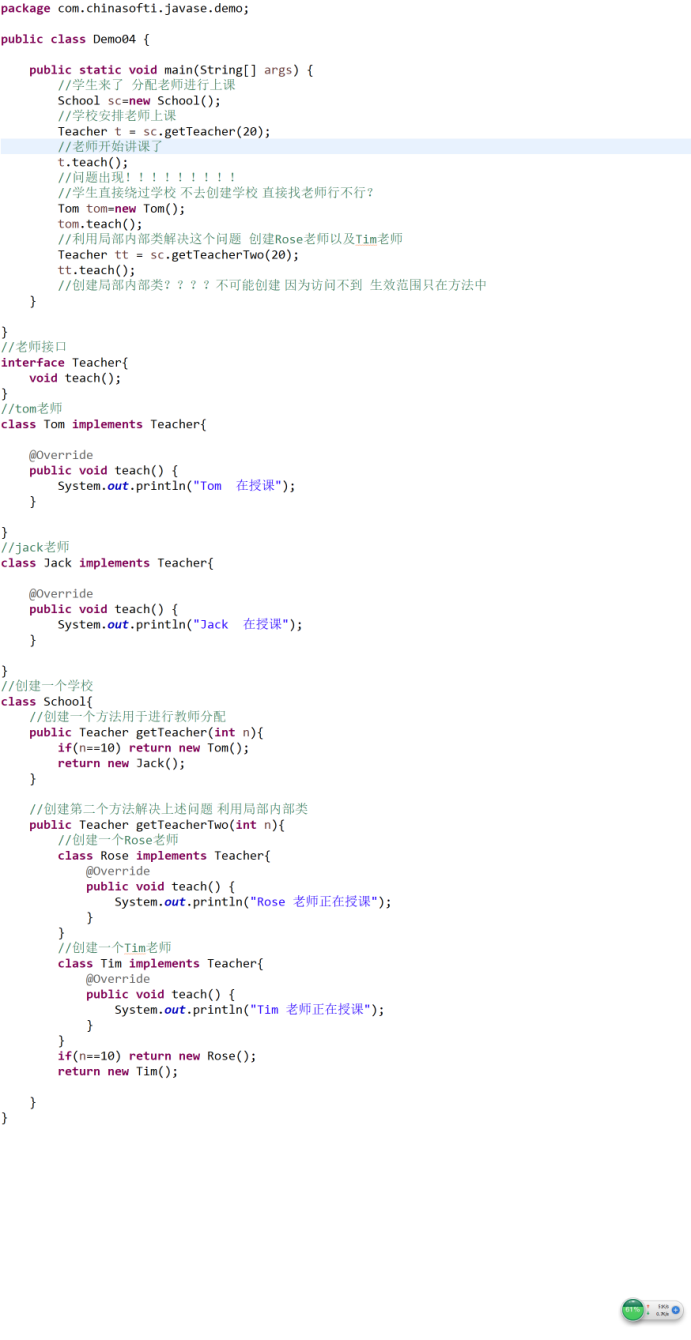 package com.chinasofti.javase.demo;
public class Demo04 {
public static void main(String[] args) {
//学生来了 分配老师进行上课
School sc=new School();
//学校安排老师上课
Teacher t = sc.getTeacher(20);
//老师开始讲课了
t.teach();
//问题出现！！！！！！！！！
//学生直接绕过学校 不去创建学校 直接找老师行不行？
Tom tom=new Tom();
tom.teach();
//利用局部内部类解决这个问题 创建Rose老师以及Tim老师
Teacher tt = sc.getTeacherTwo(20);
tt.teach();
//创建局部内部类？？？？不可能创建 因为访问不到 生效范围只在方法中
}
}
//老师接口
interface Teacher{
void teach();
}
//tom老师
class Tom implements Teacher{
@Override
public void teach() {
System.out.println("Tom  在授课");
}
}
//jack老师
class Jack implements Teacher{
@Override
public void teach() {
System.out.println("Jack  在授课");
}
}
//创建一个学校
class School{
//创建一个方法用于进行教师分配
public Teacher getTeacher(int n){
if(n==10) return new Tom();
return new Jack();
}
//创建第二个方法解决上述问题 利用局部内部类
public Teacher getTeacherTwo(int n){
//创建一个Rose老师
class Rose implements Teacher{
@Override
public void teach() {
System.out.println("Rose 老师正在授课");
}
}
//创建一个Tim老师
class Tim implements Teacher{
@Override
public void teach() {
System.out.println("Tim 老师正在授课");
}
}
if(n==10) return new Rose();
return new Tim();
}
}